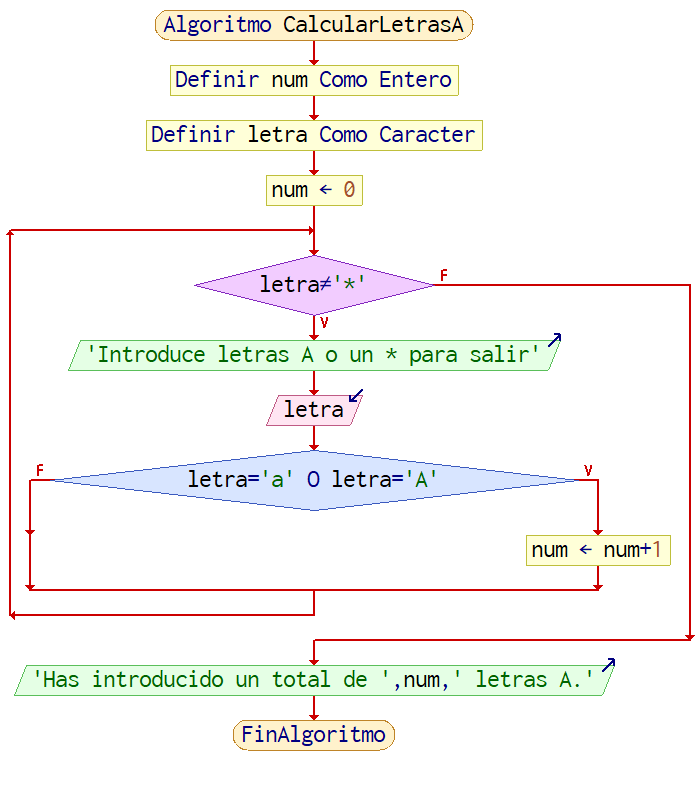 Algoritmo CalcularLetrasA
Definir num Como Entero
Definir letra Como Caracter
num ← 0
letra≠'*'
F
V
'Introduce letras A o un * para salir'
letra
F
letra='a' O letra='A'
V
num ← num+1
'Has introducido un total de ',num,' letras A.'
FinAlgoritmo